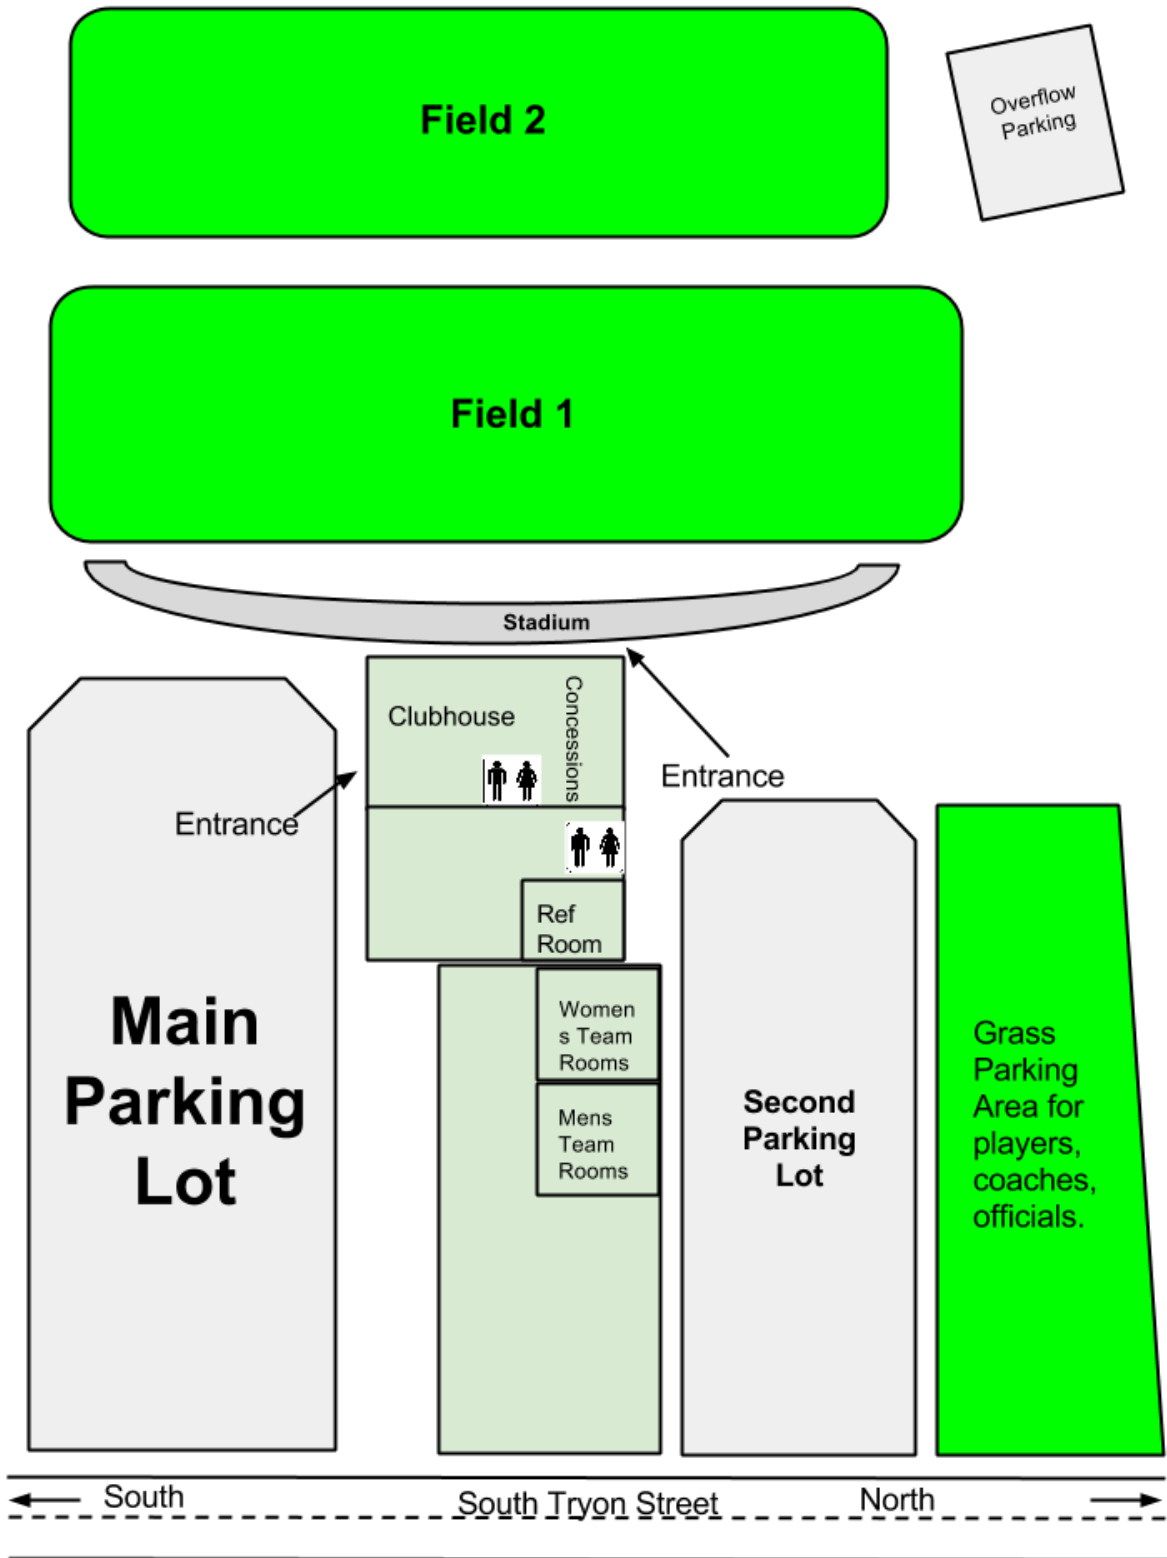 Field 2
Overflow
Parking
Field 1
Stadium
Clubhouse
Concessions
Entrance
Entrance
Ref
Room
Women
s Team
Rooms
Mens
Team
Rooms
Main
Parking
Lot
Second
Parking
Lot
Grass
Parking
Area for
players,
coaches,
officials.
South
South Tryon Street
North